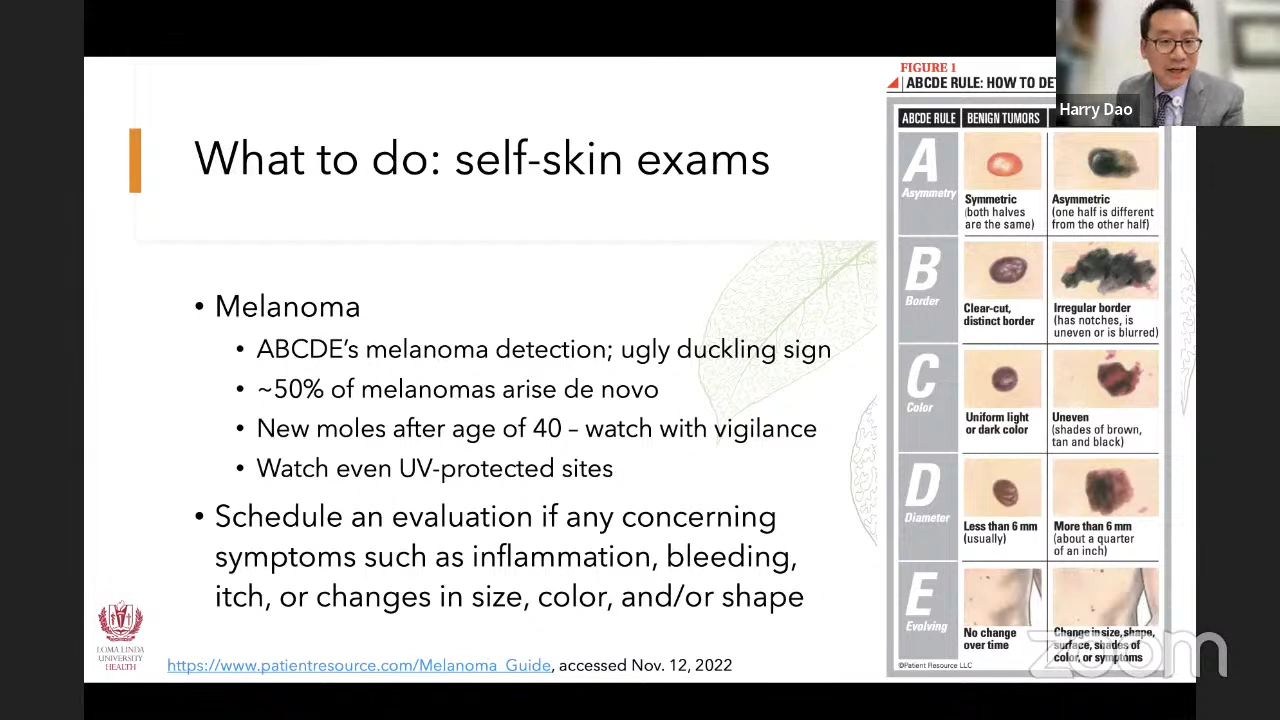 What to do: self-skin exams
• Melanoma
• ABCDE's melanoma detection; ugly duckling sign
• ~50% of melanomas arise de novo
• New moles after age of 40 – watch with vigilance
• Watch even UV-protected sites
• Schedule an evaluation if any concerning
symptoms such as inflammation, bleeding,
itch, or changes in size, color, and/or shape
LOMA LINDA
UNIVERSITY
HEALTH
https://www.patientresource.com/Melanoma_Guide, accessed Nov. 12, 2022
FIGURE 1
ABCDE RULE: HOW TO DE
Harry Dao
ABCDE RULE
BENIGN TUMORS
A
Asymmetry
Symmetric
(both halves
are the same)
Asymmetric
(one half is different
from the other half)
B
Border
Clear-cut,
distinct border
Irregular border
(has notches, is
uneven or is blurred)
C
Color
Uniform light
or dark color
Uneven
(shades of brown,
tan and black)
D
Diameter
Less than 6 mm
(usually)
More than 6 mm
(about a quarter
of an inch)
E
Evolving
No change
over time
Change in size, shape,
surface, shades of
color, or symptoms
©Patient Resource LLC
zoom